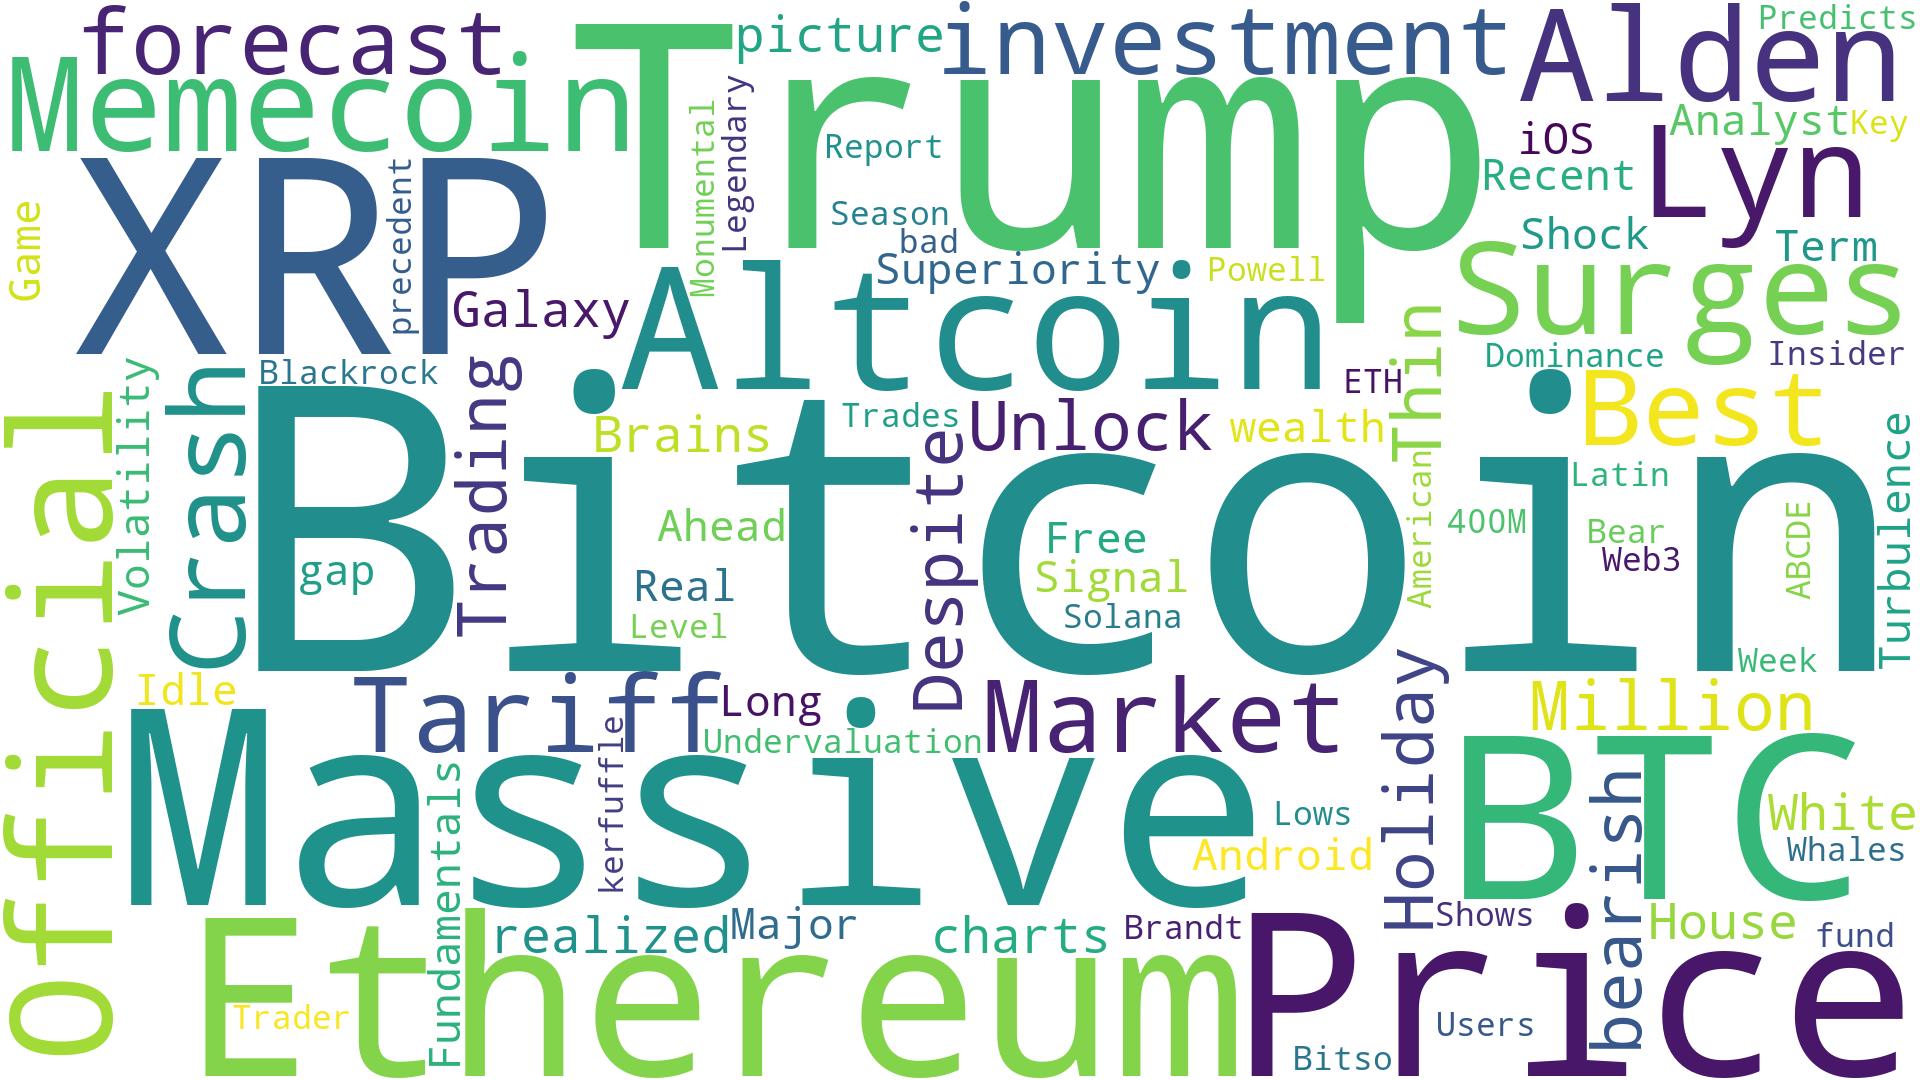 forecast
Trump
picture
investment
Alden
Predicts
Memecoin
Monumental
Legendary
Report
iOS
Analyst
Key
XRP
precedent
Lyn
Recent
Game
Season
bad
Superiority
Powell
Shock
Term
Galaxy
Altcoin
Surges
Thin
Dominance
Insider
Blackrock
ETH
Official
Volatility
Crash
Trading
Bitcoin
Brains
Trades
Unlock
wealth
Best
Despite
American
Latin
Turbulence
Ahead
Free
400M
Bear
ABCDE
gap
Real
Signal
Web3
Level
Solana
Week
Idle
Tariff
Long
Market
Holiday
Million
Undervaluation
kerfuffle
Massive
BTC
Fundamentals
Lows
White
Android
Whales
bearish
Ethereum
realized
Major
charts
Brandt
Price
Shows
House
fund
Trader
Users
Bitso